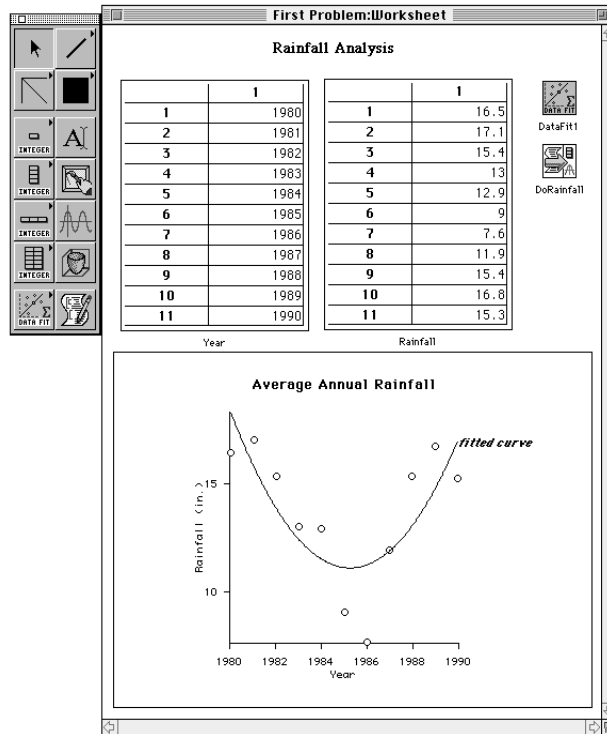 First Problem:Worksheet
Rainfall Analysis
INTEGER
A
INTEGER
INTEGER
INTEGER
Σ
DATA FIT
1
1 1980
2 1981
3 1982
4 1983
5 1984
6 1985
7 1986
8 1987
9 1988
10 1989
11 1990
Year
1
1 16.5
2 17.1
3 15.4
4 13
5 12.9
6 9
7 7.6
8 11.9
9 15.4
10 16.8
11 15.3
Rainfall
Σ
DATA FIT
DataFit1
DoRainfall
Average Annual Rainfall
fitted curve
Rainfall (in.)
15
10
1980 1982 1984 1986 1988 1990
Year